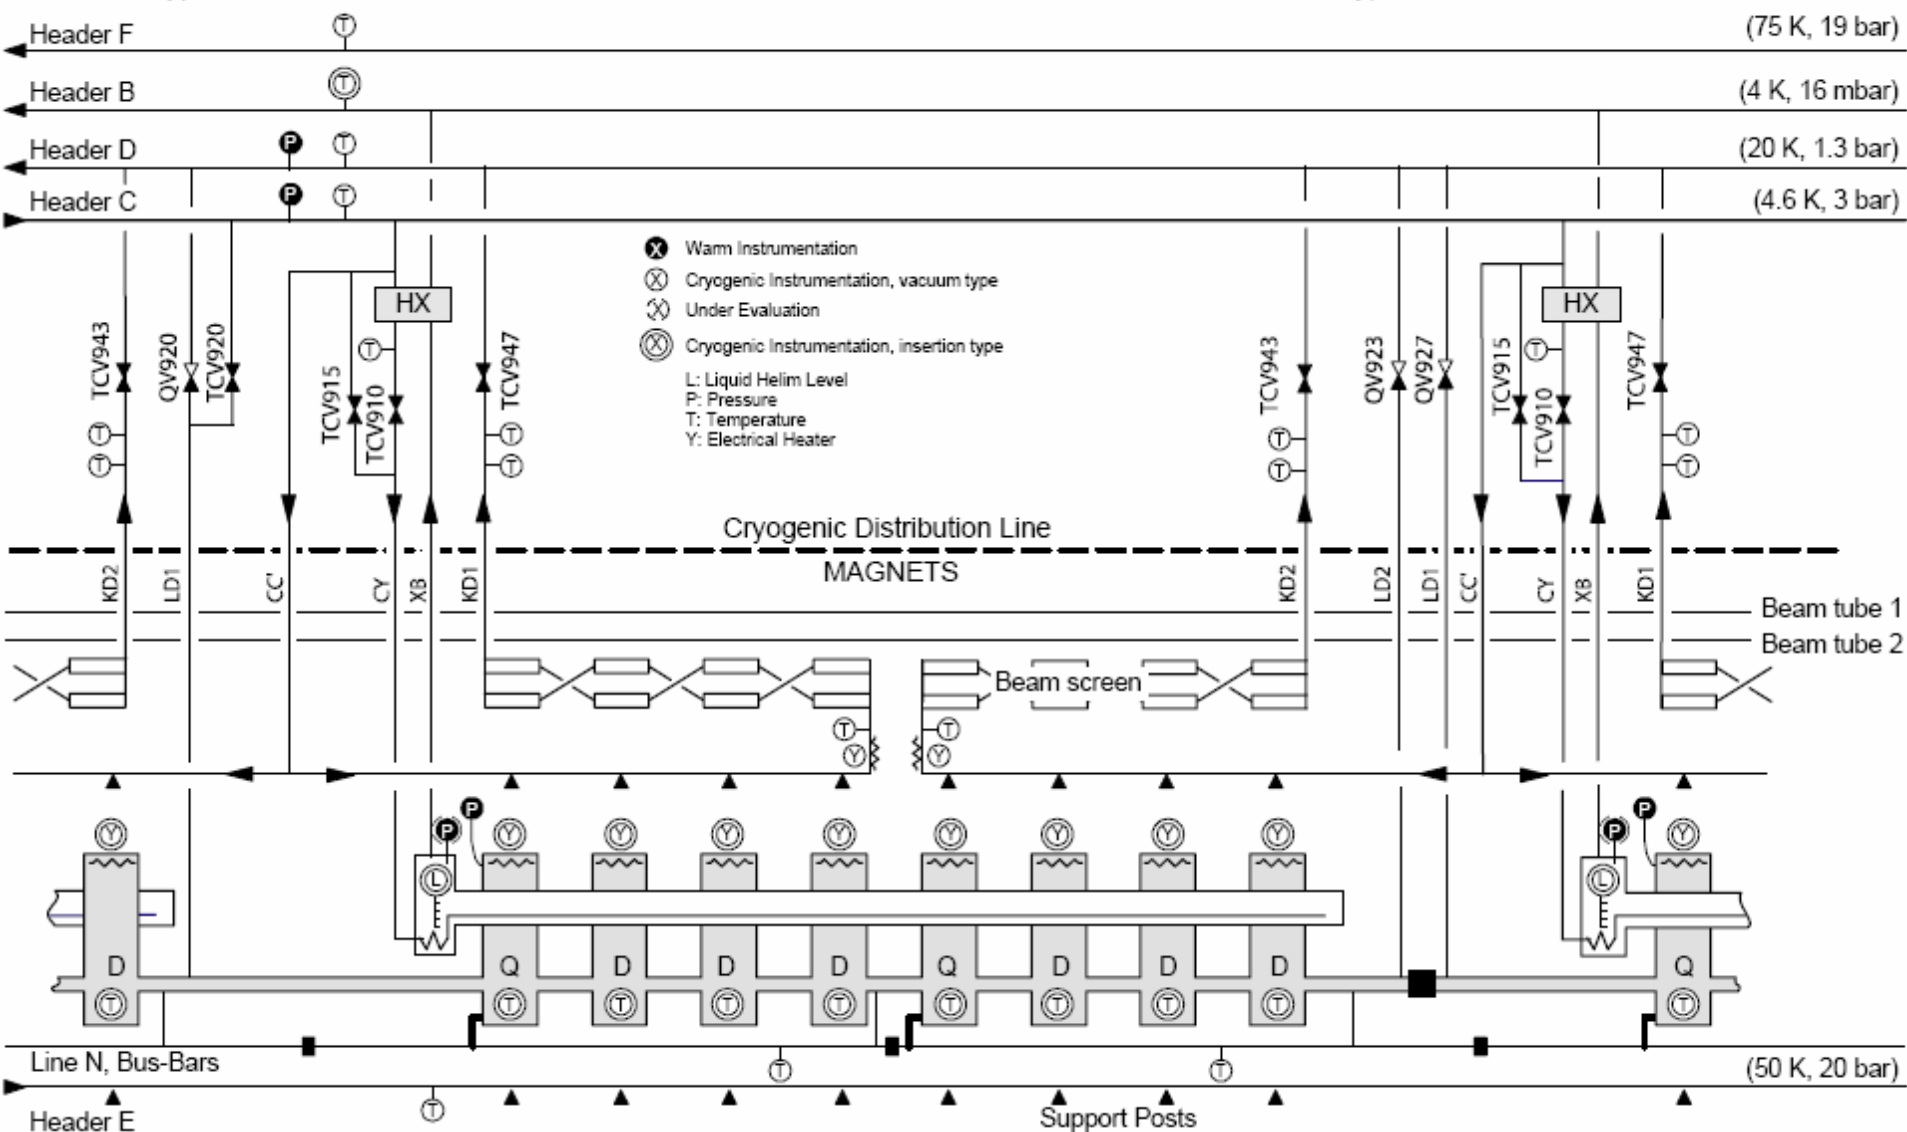 Header F
T
(75 K, 19 bar)
Header B
T
(4 K, 16 mbar)
Header D
P
T
(20 K, 1.3 bar)
Header C
P
T
(4.6 K, 3 bar)
X Warm Instrumentation
X Cryogenic Instrumentation, vacuum type
X Under Evaluation
X Cryogenic Instrumentation, insertion type
L: Liquid Helim Level
P: Pressure
T: Temperature
Y: Electrical Heater
HX
HX
TCV943
QV920
TCV920
TCV915
T
TCV910
TCV947
TCV943
QV923
QV927
TCV915
T
TCV910
TCV947
T
T
T
T
T
T
T
T
Cryogenic Distribution Line
MAGNETS
KD2
LD1
CC'
CY
XB
KD1
KD2
LD2
LD1
CC'
CY
XB
KD1
Beam tube 1
Beam tube 2
Beam screen
T
T
Y
Y
P
P
P
P
Y
Y
Y
Y
Y
Y
Y
Y
Y
Y
L
L
D
Q
D
D
D
Q
D
D
D
Q
T
T
T
T
T
T
T
T
T
T
Line N, Bus-Bars
T
T
(50 K, 20 bar)
Header E
T
Support Posts